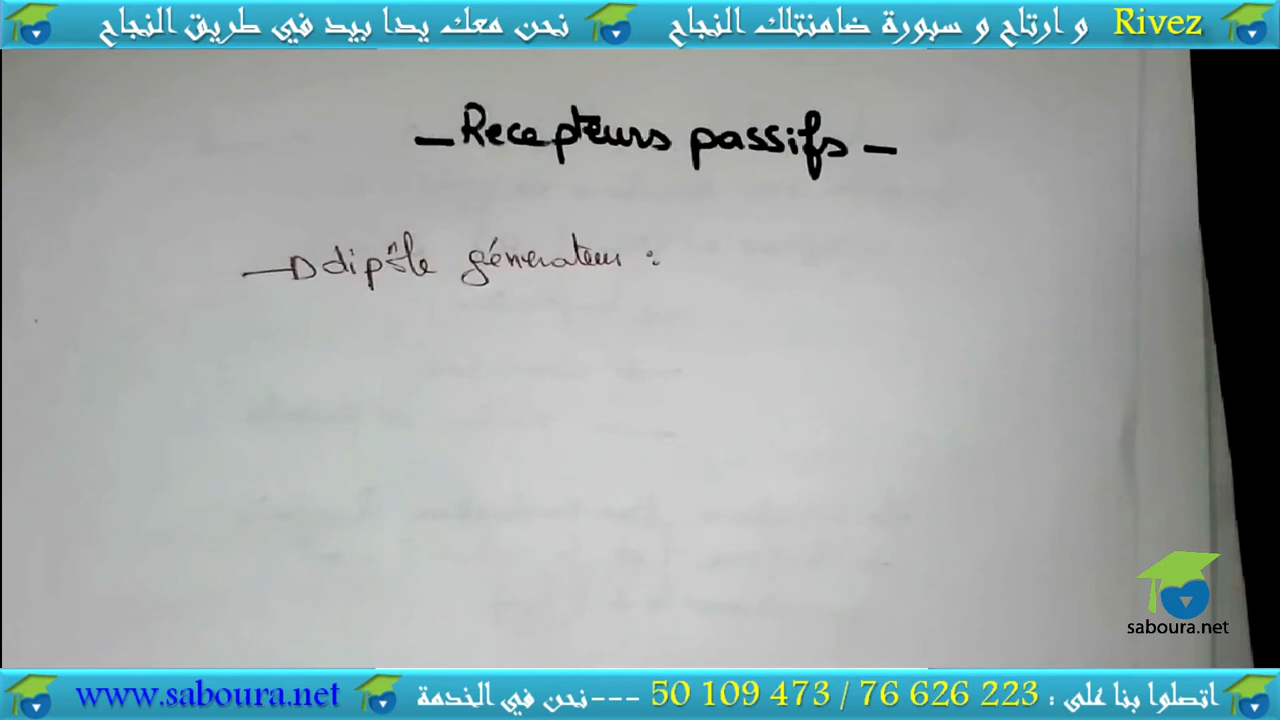 Rivez و ارتاح و سبورة ضامنتلك النجاح نحن معك يدا بيد في طريق النجاح
_ Recepteurs passifs _
dipôle générateur :
saboura.net
اتصلوا بنا على : 50 109 473 / 76 626 223 ---نحن في الخدمة www.saboura.net